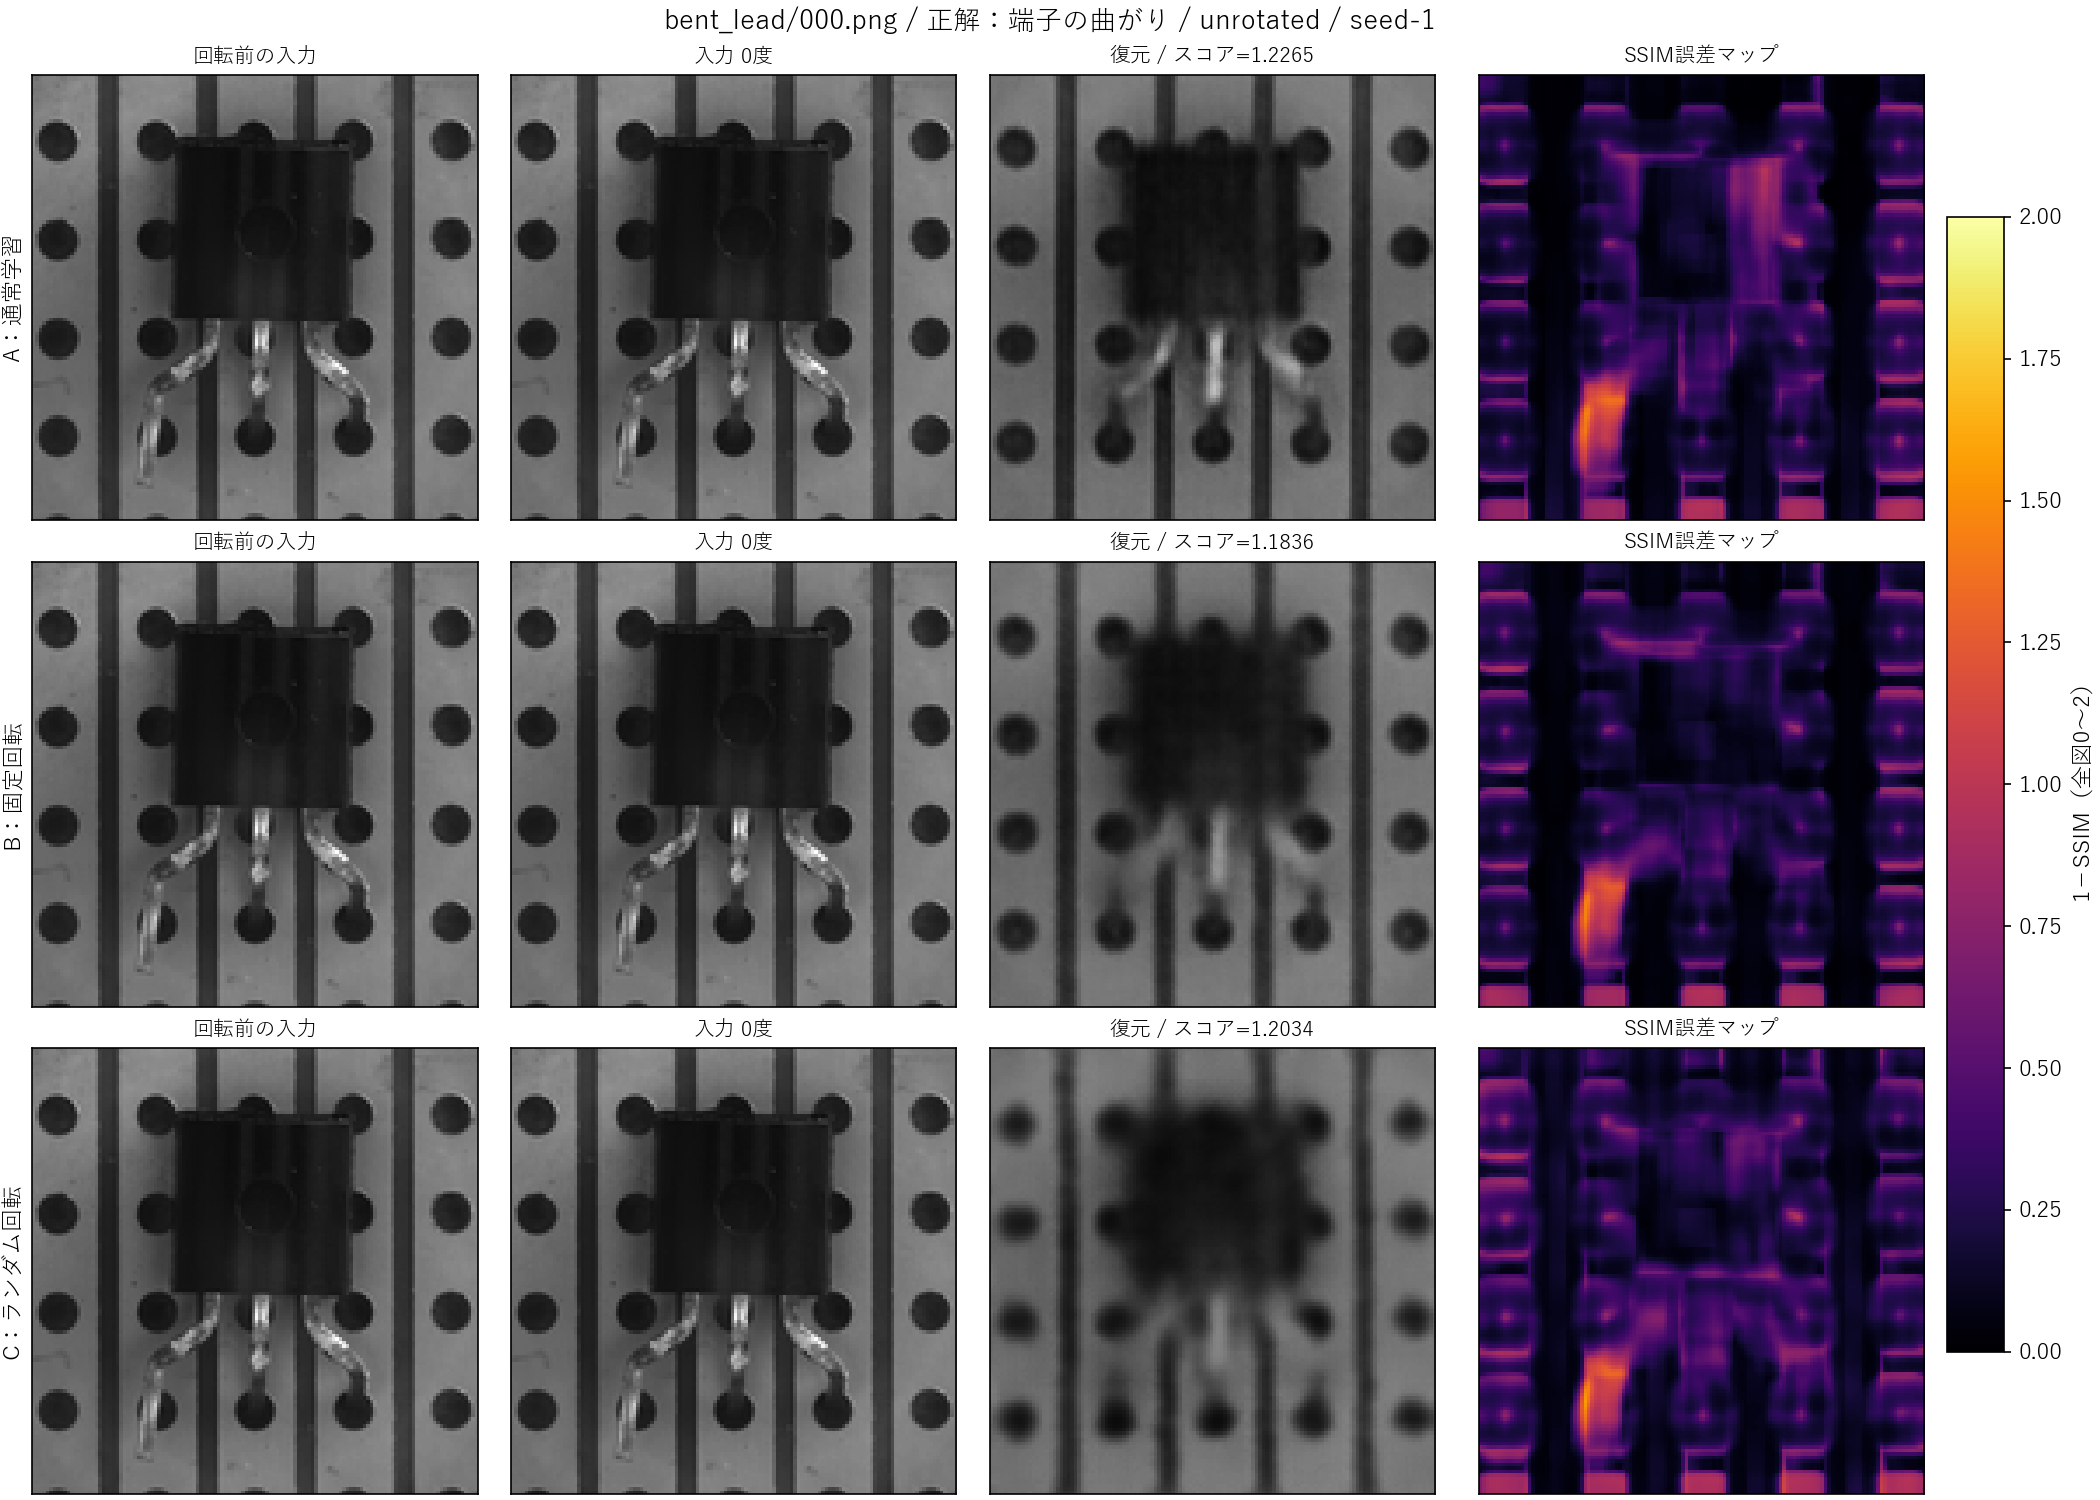 bent_lead/000.png / 正解：端子の曲がり / unrotated / seed-1
回転前の入力
入力 0度
復元 / スコア=1.2265
SSIM誤差マップ
A：通常学習
回転前の入力
入力 0度
復元 / スコア=1.1836
SSIM誤差マップ
B：固定回転
回転前の入力
入力 0度
復元 / スコア=1.2034
SSIM誤差マップ
C：ランダム回転
2.00
1.75
1.50
1.25
1.00
0.75
0.50
0.25
0.00
1−SSIM（全図0〜2）